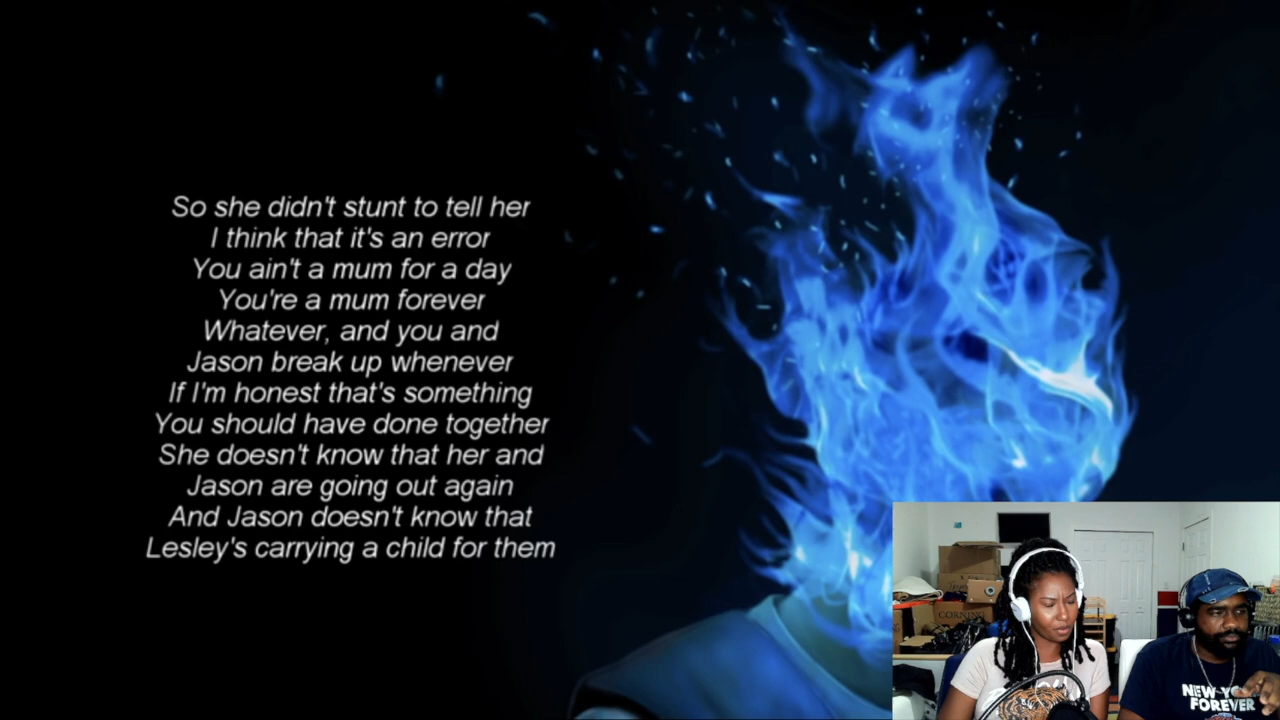 So she didn't stunt to tell her
I think that it's an error
You ain't a mum for a day
You're a mum forever
Whatever, and you and
Jason break up whenever
If I'm honest that's something
You should have done together
She doesn't know that her and
Jason are going out again
And Jason doesn't know that
Lesley's carrying a child for them
CORNING
NEW YO
FOREVER